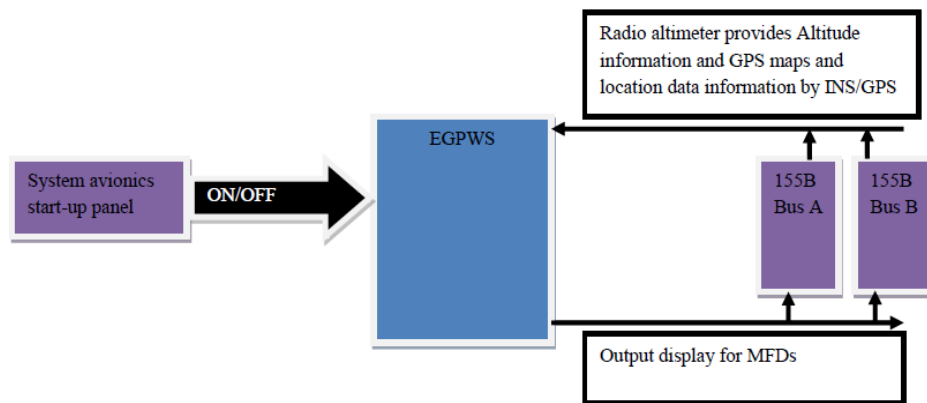 Radio altimeter provides Altitude
information and GPS maps and
location data information by INS/GPS
EGPWS
System avionics
start-up panel
ON/OFF
155B
Bus A
155B
Bus B
Output display for MFDs